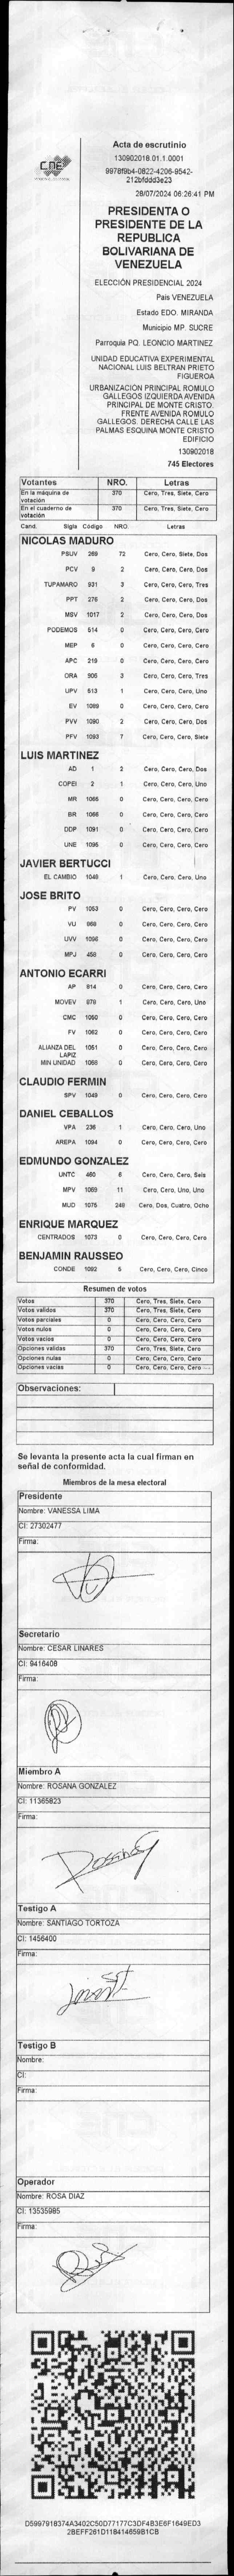 CNE
Acta de escrutinio
130902018.01.1.0001
9978f9b4-0822-4206-9542-
212bfddd3e23
28/07/2024 06:26:41 PM
PRESIDENTA O
PRESIDENTE DE LA
REPUBLICA
BOLIVARIANA DE
VENEZUELA
ELECCIÓN PRESIDENCIAL 2024
Pais VENEZUELA
Estado EDO. MIRANDA
Municipio MP. SUCRE
Parroquia PQ. LEONCIO MARTINEZ
UNIDAD EDUCATIVA EXPERIMENTAL
NACIONAL LUIS BELTRAN PRIETO
FIGUEROA
URBANIZACION PRINCIPAL ROMULO
GALLEGOS IZQUIERDA AVENIDA
PRINCIPAL DE MONTE CRISTO.
FRENTE AVENIDA ROMULO
GALLEGOS. DERECHA CALLE LAS
PALMAS ESQUINA MONTE CRISTO
EDIFICIO
130902018
745 Electores
Votantes NRO. Letras
En la máquina de votación 370 Cero, Tres, Siete, Cero
En el cuaderno de votación 370 Cero, Tres, Siete, Cero
Cand. Sigla Código NRO. Letras
NICOLAS MADURO
PSUV 269 72 Cero, Cero, Siete, Dos
PCV 9 2 Cero, Cero, Cero, Dos
TUPAMARO 931 3 Cero, Cero, Cero, Tres
PPT 276 2 Cero, Cero, Cero, Dos
MSV 1017 2 Cero, Cero, Cero, Dos
PODEMOS 514 0 Cero, Cero, Cero, Cero
MEP 6 0 Cero, Cero, Cero, Cero
APC 219 0 Cero, Cero, Cero, Cero
ORA 906 3 Cero, Cero, Cero, Tres
UPV 513 1 Cero, Cero, Cero, Uno
EV 1089 0 Cero, Cero, Cero, Cero
PVV 1090 2 Cero, Cero, Cero, Dos
PFV 1093 7 Cero, Cero, Cero, Siete
LUIS MARTINEZ
AD 1 2 Cero, Cero, Cero, Dos
COPEI 2 1 Cero, Cero, Cero, Uno
MR 1065 0 Cero, Cero, Cero, Cero
BR 1066 0 Cero, Cero, Cero, Cero
DDP 1091 0 Cero, Cero, Cero, Cero
UNE 1095 0 Cero, Cero, Cero, Cero
JAVIER BERTUCCI
EL CAMBIO 1048 1 Cero, Cero, Cero, Uno
JOSE BRITO
PV 1053 0 Cero, Cero, Cero, Cero
VU 968 0 Cero, Cero, Cero, Cero
UVV 1096 0 Cero, Cero, Cero, Cero
MPJ 458 0 Cero, Cero, Cero, Cero
ANTONIO ECARRI
AP 914 0 Cero, Cero, Cero, Cero
MOVEV 979 1 Cero, Cero, Cero, Uno
CMC 1050 0 Cero, Cero, Cero, Cero
FV 1062 0 Cero, Cero, Cero, Cero
ALIANZA DEL LAPIZ 1051 0 Cero, Cero, Cero, Cero
MIN UNIDAD 1068 0 Cero, Cero, Cero, Cero
CLAUDIO FERMIN
SPV 1049 0 Cero, Cero, Cero, Cero
DANIEL CEBALLOS
VPA 236 1 Cero, Cero, Cero, Uno
AREPA 1094 0 Cero, Cero, Cero, Cero
EDMUNDO GONZALEZ
UNTC 460 6 Cero, Cero, Cero, Seis
MPV 1069 11 Cero, Cero, Uno, Uno
MUD 1075 248 Cero, Dos, Cuatro, Ocho
ENRIQUE MARQUEZ
CENTRADOS 1073 0 Cero, Cero, Cero, Cero
BENJAMIN RAUSSEO
CONDE 1092 5 Cero, Cero, Cero, Cinco
Resumen de votos
Votos 370 Cero, Tres, Siete, Cero
Votos validos 370 Cero, Tres, Siete, Cero
Votos parciales 0 Cero, Cero, Cero, Cero
Votos nulos 0 Cero, Cero, Cero, Cero
Votos vacios 0 Cero, Cero, Cero, Cero
Opciones validas 370 Cero, Tres, Siete, Cero
Opciones nulas 0 Cero, Cero, Cero, Cero
Opciones vacias 0 Cero, Cero, Cero, Cero
Observaciones:
Se levanta la presente acta la cual firman en
señal de conformidad.
Miembros de la mesa electoral
Presidente
Nombre: VANESSA LIMA
CI: 27302477
Firma:
Secretario
Nombre: CESAR LINARES
CI: 9416408
Firma:
Miembro A
Nombre: ROSANA GONZALEZ
CI: 11365823
Firma:
Testigo A
Nombre: SANTIAGO TORTOZA
CI: 1456400
Firma:
Testigo B
Nombre:
CI:
Firma:
Operador
Nombre: ROSA DIAZ
CI: 13535985
Firma:
D5997918374A3402C50D77177C3DF4B3E6F1649ED3
2BEFF261D118414659B1CB